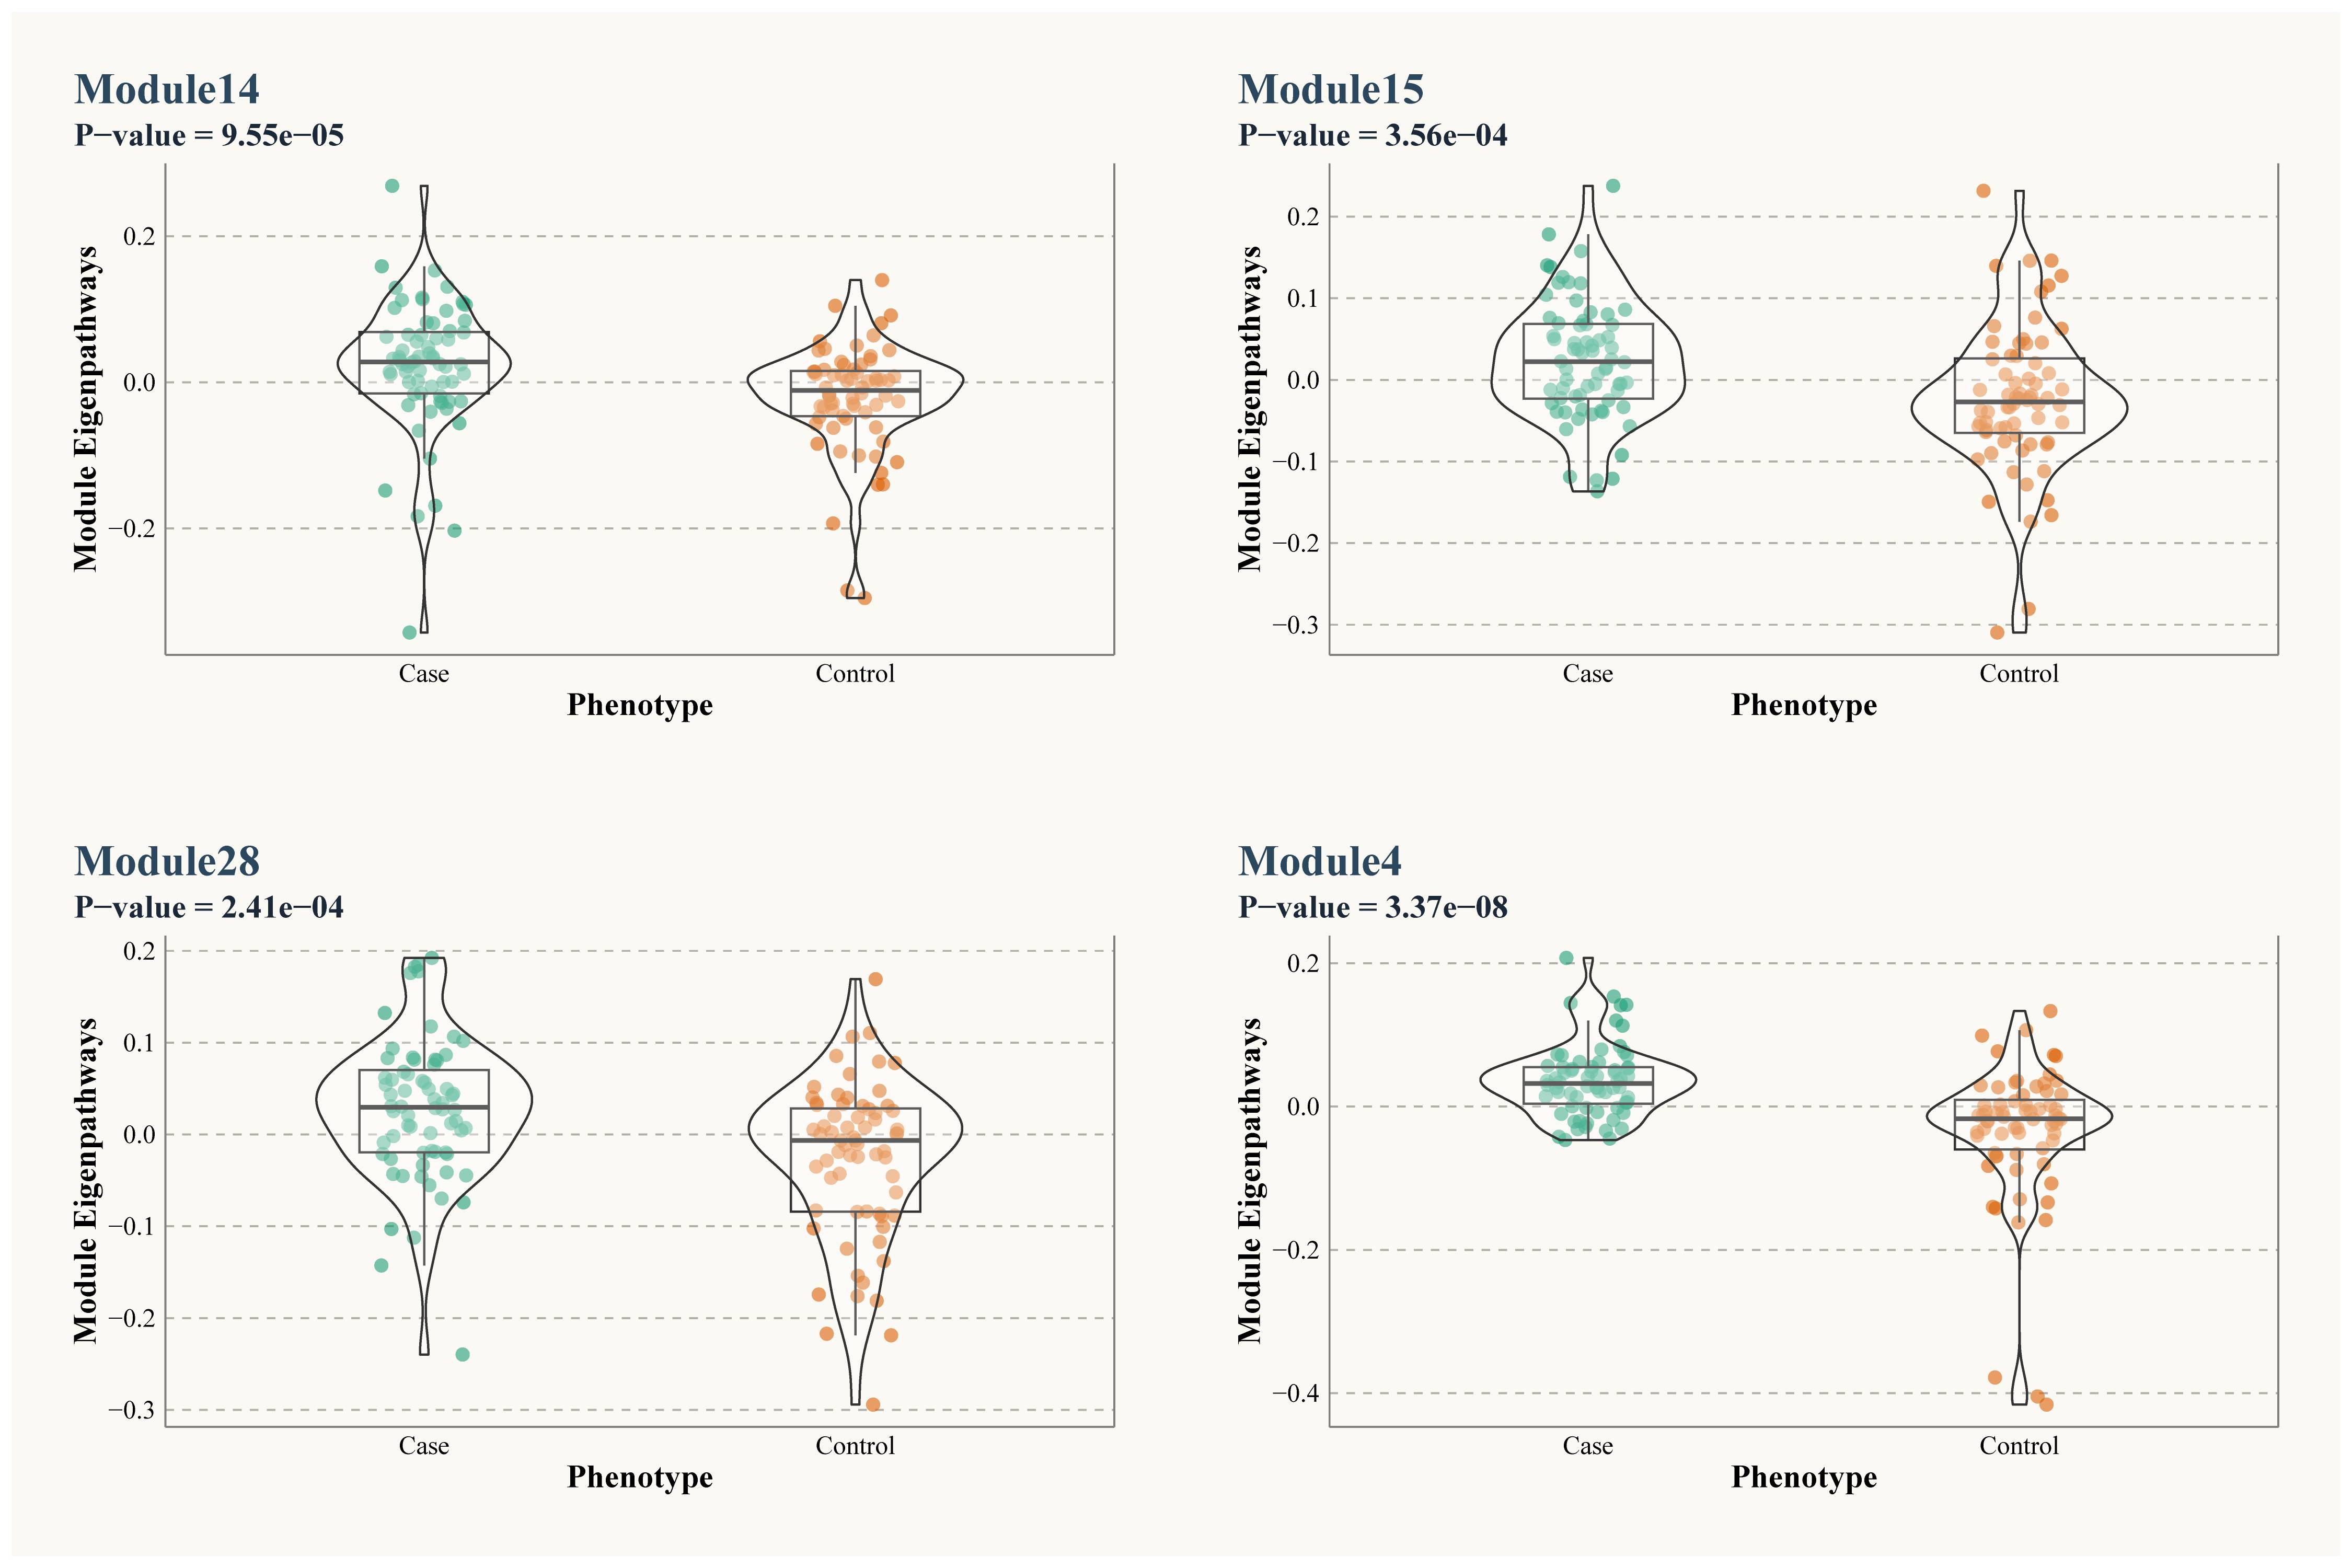 Module14
P−value = 9.55e−05
Module Eigenpathways
0.2
0.0
−0.2
Case
Control
Phenotype
Module15
P−value = 3.56e−04
Module Eigenpathways
0.2
0.1
0.0
−0.1
−0.2
−0.3
Case
Control
Phenotype
Module28
P−value = 2.41e−04
Module Eigenpathways
0.2
0.1
0.0
−0.1
−0.2
−0.3
Case
Control
Phenotype
Module4
P−value = 3.37e−08
Module Eigenpathways
0.2
0.0
−0.2
−0.4
Case
Control
Phenotype